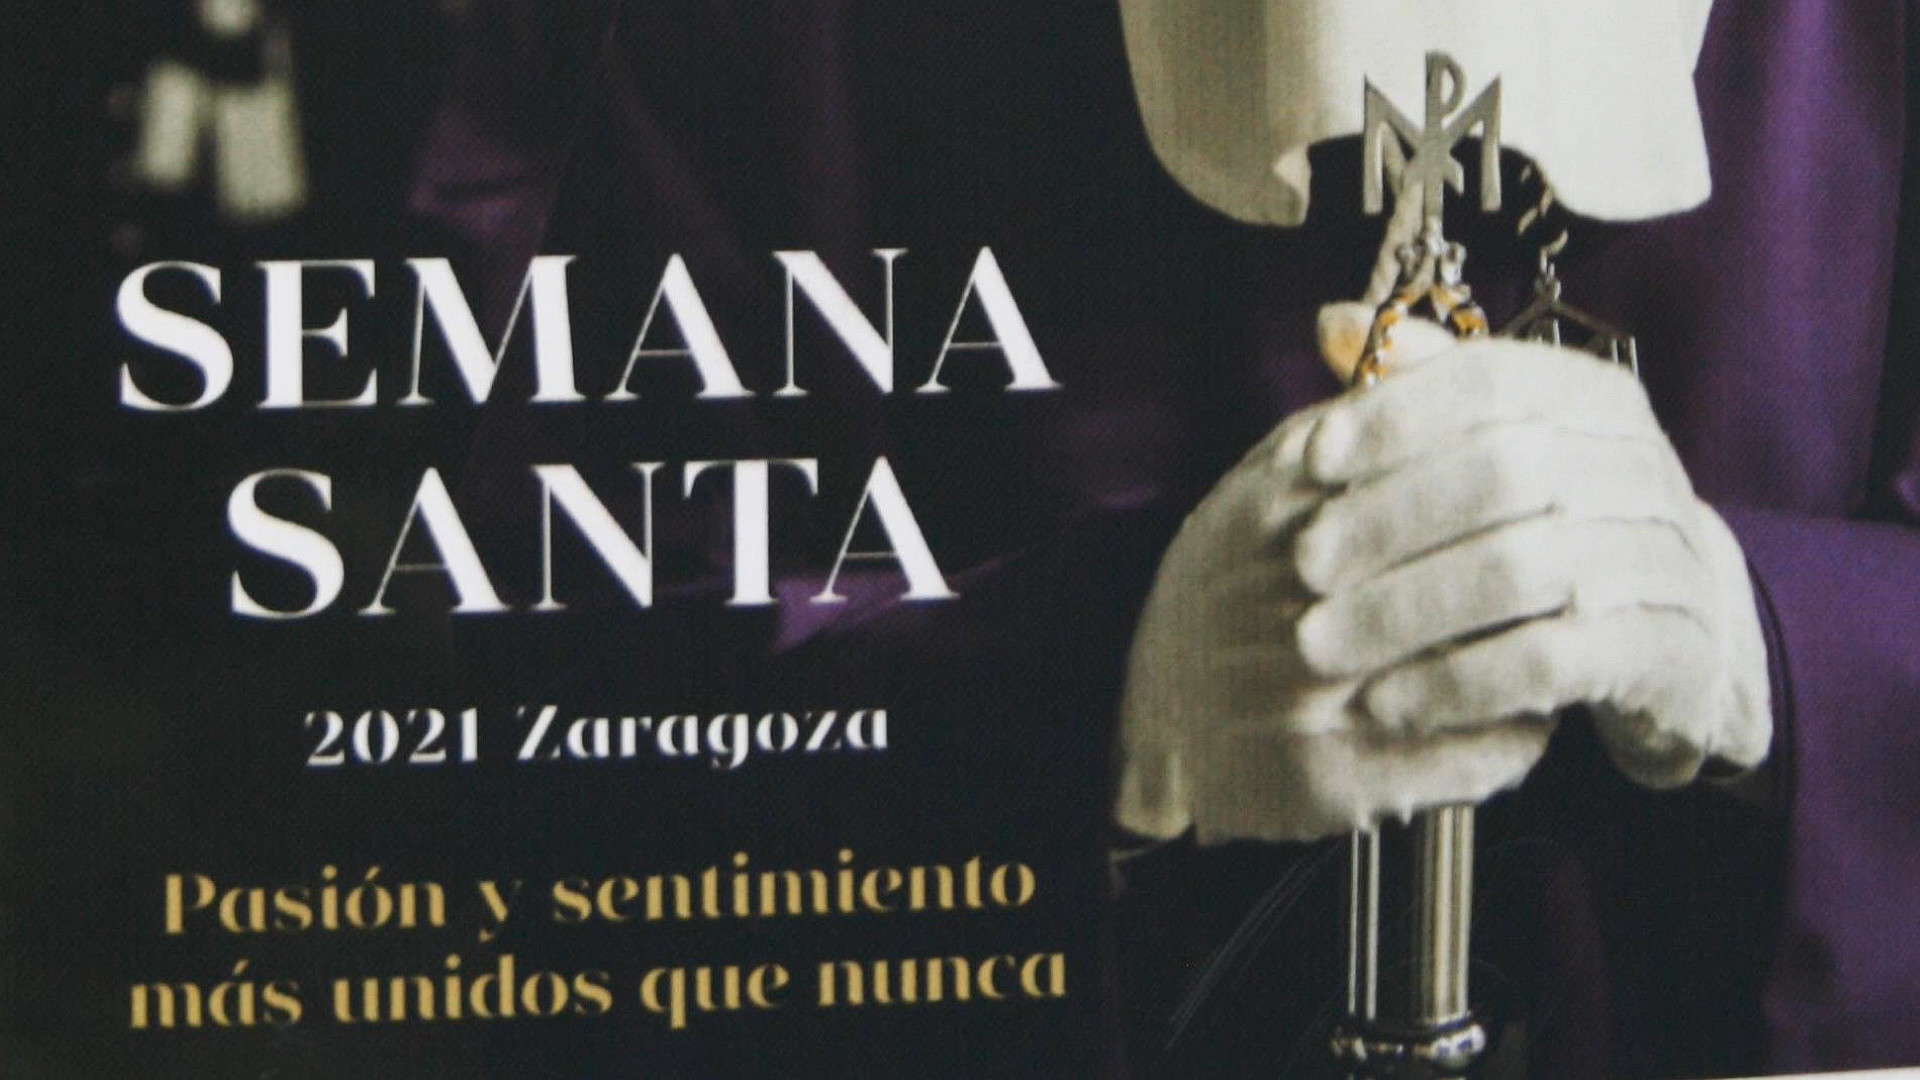 SEMANA
SANTA
2021 Zaragoza
Pasión y sentimiento
más unidos que nunca